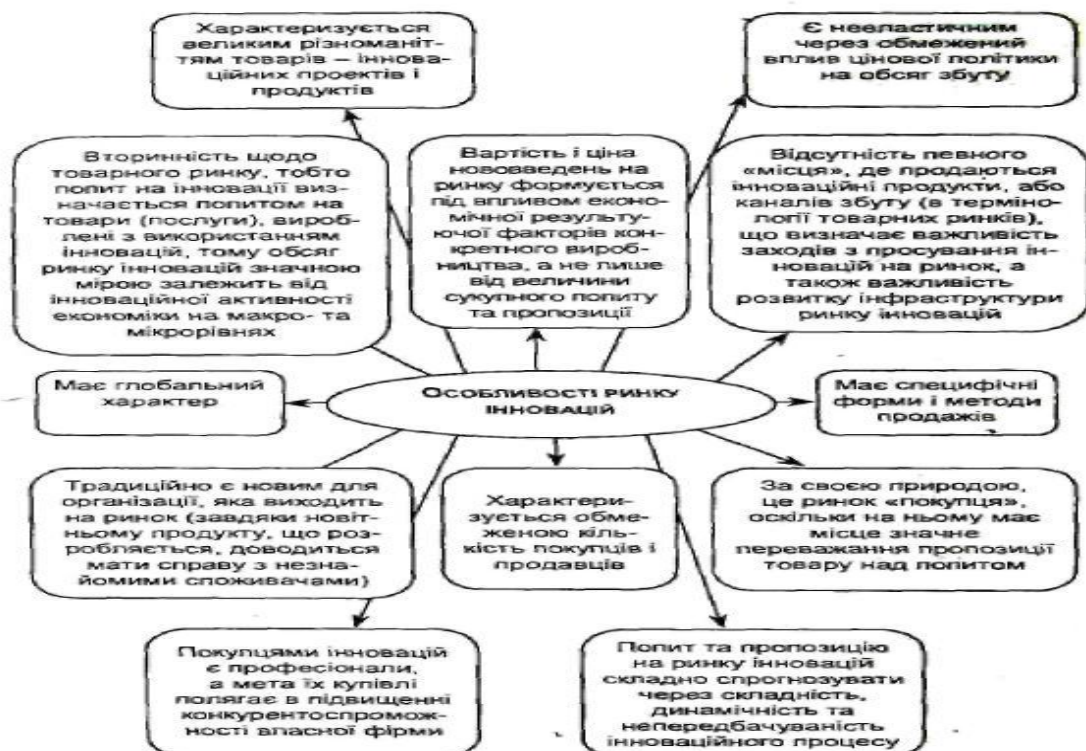 Характеризується
великим різноманіт-
тям товарів – іннова-
ційних проектів і
продуктів
Є нееластичним
через обмежений
вплив цінової політики
на обсяг збуту
Вторинність щодо
товарного ринку, тобто
попит на інновації виз-
начається попитом на
товари (послуги), вироб-
лені з використанням
інновацій, тому обсяг
ринку інновацій значною
мірою залежить від
інноваційної активності
економіки на макро- та
мікрорівнях
Вартість і ціна
нововведень на
ринку формується
під впливом еконо-
мічної результу-
ючої факторів кон-
кретного вироб-
ництва, а не лише
від величини
сукупного попиту
та пропозиції
Відсутність певного
«місця», де продаються
інноваційні продукти, або
каналів збуту (в терміно-
логії товарних ринків),
що визначає важливість
заходів з просування ін-
новацій на ринок, а
також важливість
розвитку інфраструктури
ринку інновацій
Має глобальний
характер
ОСОБЛИВОСТІ РИНКУ
ІННОВАЦІЙ
Має специфічні
форми і методи
продажів
Традиційно є новим для
організації, яка виходить
на ринок (завдяки новіт-
ньому продукту, що роз-
робляється, доводиться
мати справу з незна-
йомими споживачами)
Характери-
зується обме-
женою кіль-
кість покупців і
продавців
За своєю природою,
це ринок «покупця»,
оскільки на ньому має
місце значне
переважання пропозиції
товару над попитом
Покупцями інновацій
є професіонали,
а мета їх купівлі
полягає в підвищенні
конкурентоспромож-
ності власної фірми
Попит та пропозицію
на ринку інновацій
складно спрогнозувати
через складність,
динамічність та
непередбачуваність
інноваційного процесу